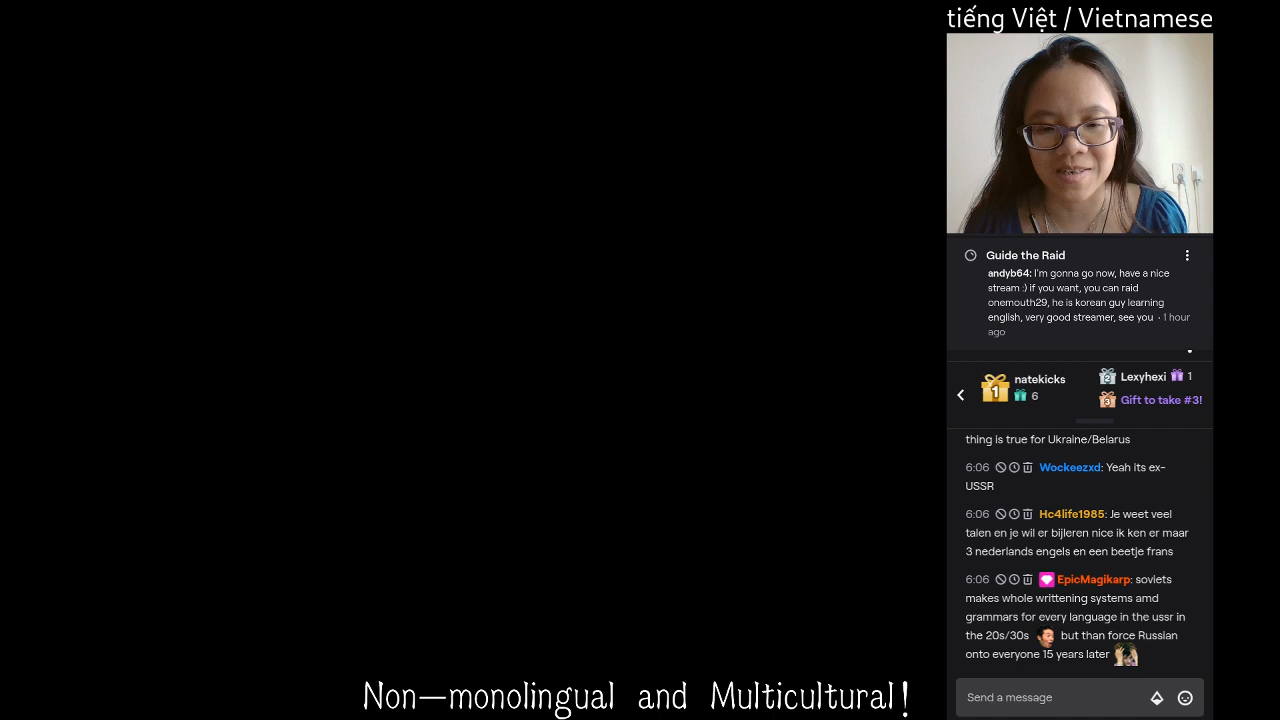 tiếng Việt / Vietnamese
Guide the Raid
andyb64: I'm gonna go now, have a nice
stream :) if you want, you can raid
onemouth29, he is korean guy learning
english, very good streamer, see you · 1 hour
ago
1 natekicks
6
2 Lexyhexi 1
3 Gift to take #3!
thing is true for Ukraine/Belarus
6:06 Wockeezxd: Yeah its ex-
USSR
6:06 Hc4life1985: Je weet veel
talen en je wil er bijleren nice ik ken er maar
3 nederlands engels en een beetje frans
6:06 EpicMagikarp: soviets
makes whole writtening systems amd
grammars for every language in the ussr in
the 20s/30s but than force Russian
onto everyone 15 years later
Send a message
Non—monolingual and Multicultural!